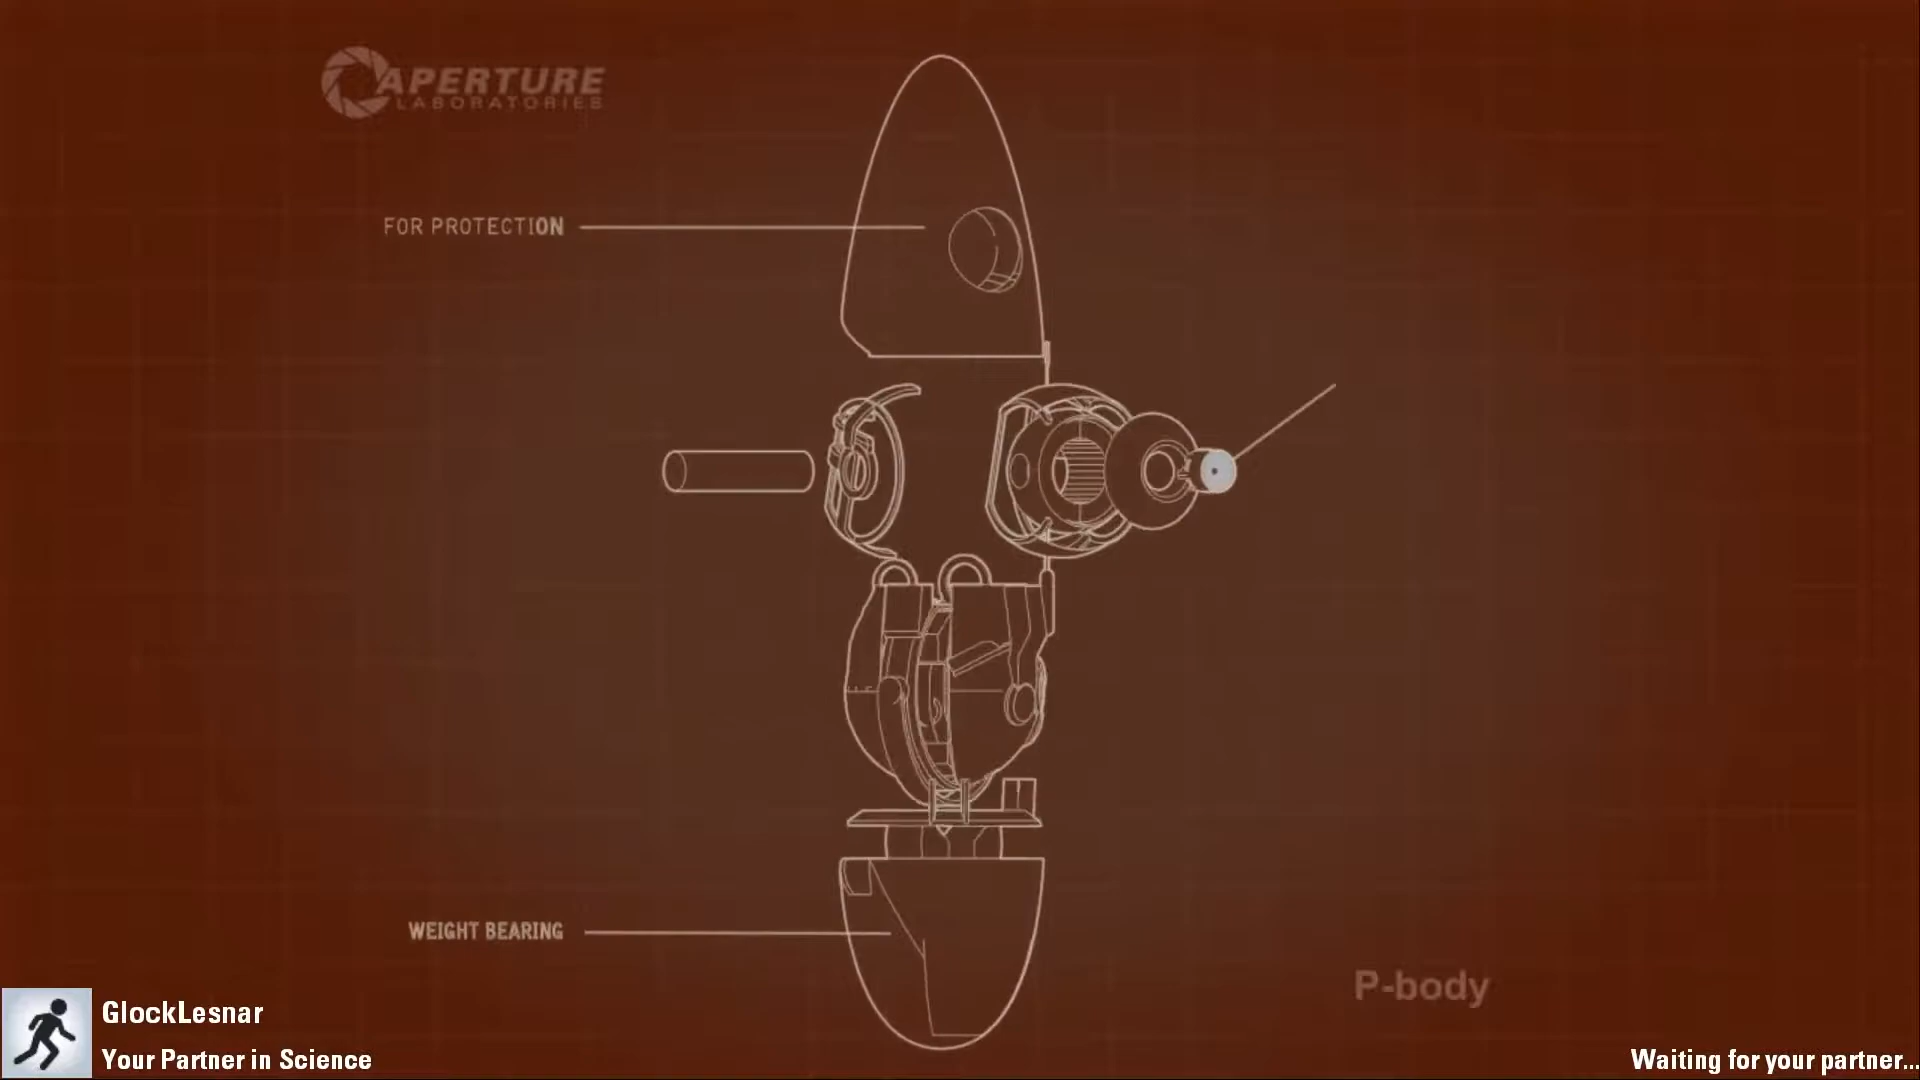 APERTURE
LABORATORIES
FOR PROTECTION
WEIGHT BEARING
P-body
GlockLesnar
Your Partner in Science
Waiting for your partner...